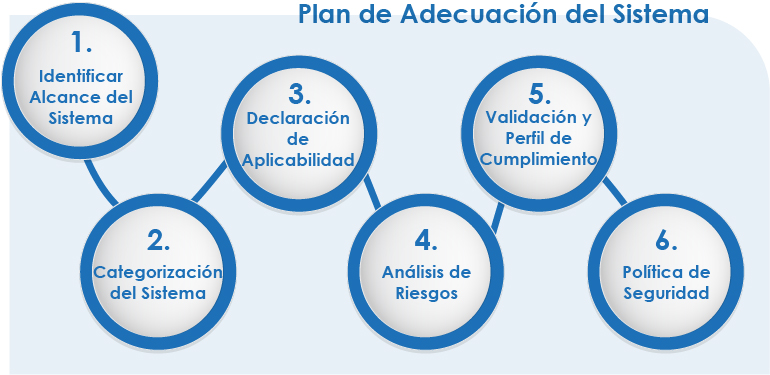 Plan de Adecuación del Sistema
1.
Identificar
Alcance del
Sistema
2.
Categorización
del Sistema
3.
Declaración
de
Aplicabilidad
4.
Análisis de
Riesgos
5.
Validación y
Perfil de
Cumplimiento
6.
Política de
Seguridad